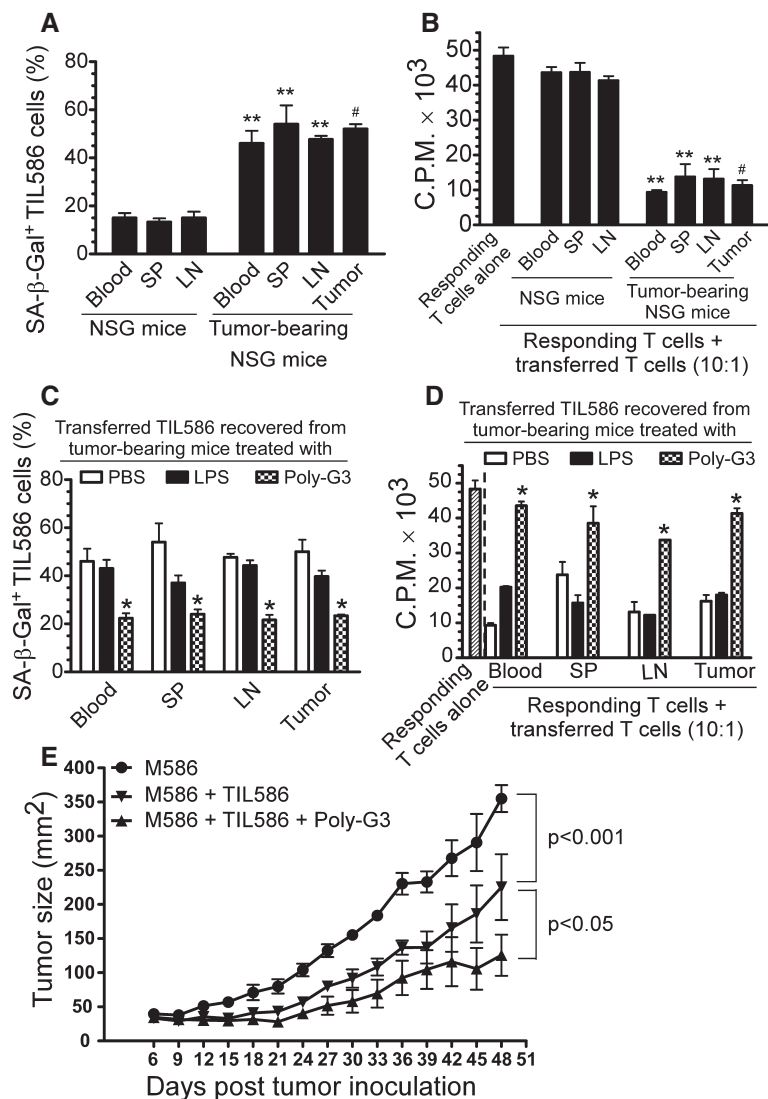 A
SA-β-Gal⁺ TIL586 cells (%)
80
60
40
20
0
** ** ** #
Blood SP LN Blood SP LN Tumor
NSG mice Tumor-bearing
NSG mice
B
C.P.M. × 10³
50
40
30
20
10
0
** ** ** #
Responding
T cells alone
Blood SP LN Blood SP LN Tumor
NSG mice Tumor-bearing
NSG mice
Responding T cells +
transferred T cells (10:1)
C
Transferred TIL586 recovered from
tumor-bearing mice treated with
PBS LPS Poly-G3
SA-β-Gal⁺ TIL586 cells (%)
80
60
40
20
0
* * * *
Blood SP LN Tumor
D
Transferred TIL586 recovered from
tumor-bearing mice treated with
PBS LPS Poly-G3
C.P.M. × 10³
50
40
30
20
10
0
* * * *
Responding
T cells alone
Blood SP LN Tumor
Responding T cells +
transferred T cells (10:1)
E
M586
M586 + TIL586
M586 + TIL586 + Poly-G3
Tumor size (mm²)
400
350
300
250
200
150
100
50
0
p<0.001
p<0.05
6 9 12 15 18 21 24 27 30 33 36 39 42 45 48 51
Days post tumor inoculation